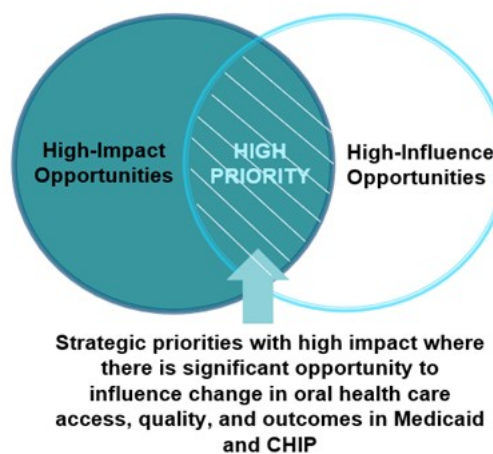 High-Impact
Opportunities
HIGH
PRIORITY
High-Influence
Opportunities
Strategic priorities with high impact where
there is significant opportunity to
influence change in oral health care
access, quality, and outcomes in Medicaid
and CHIP